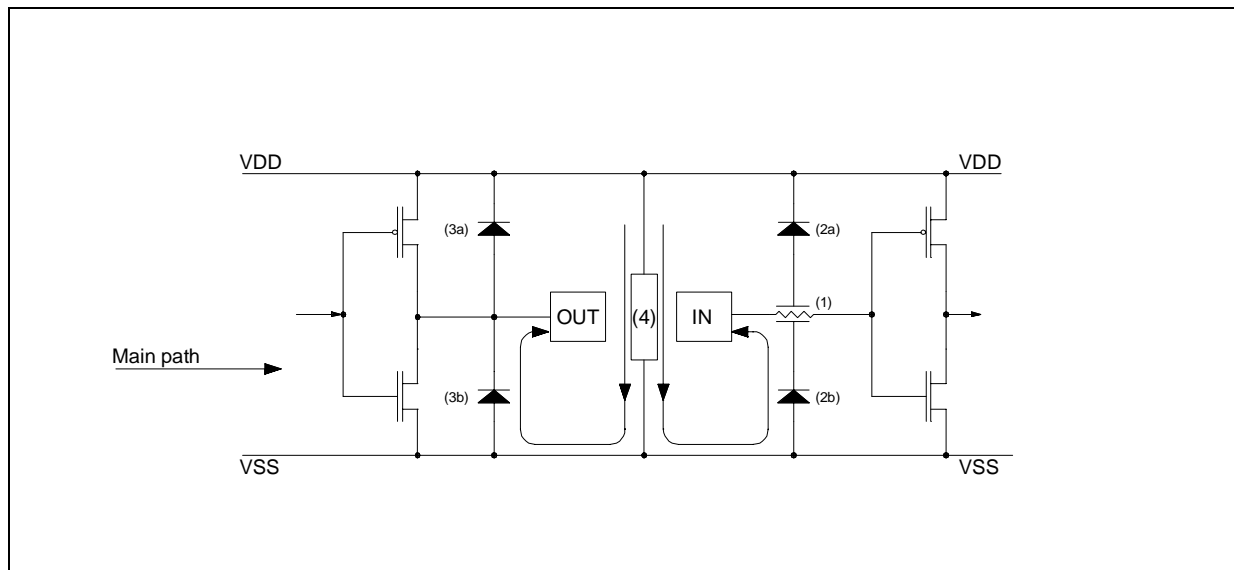 VDD
VDD
(3a)
(2a)
(1)
OUT
(4)
IN
Main path
(3b)
(2b)
VSS
VSS